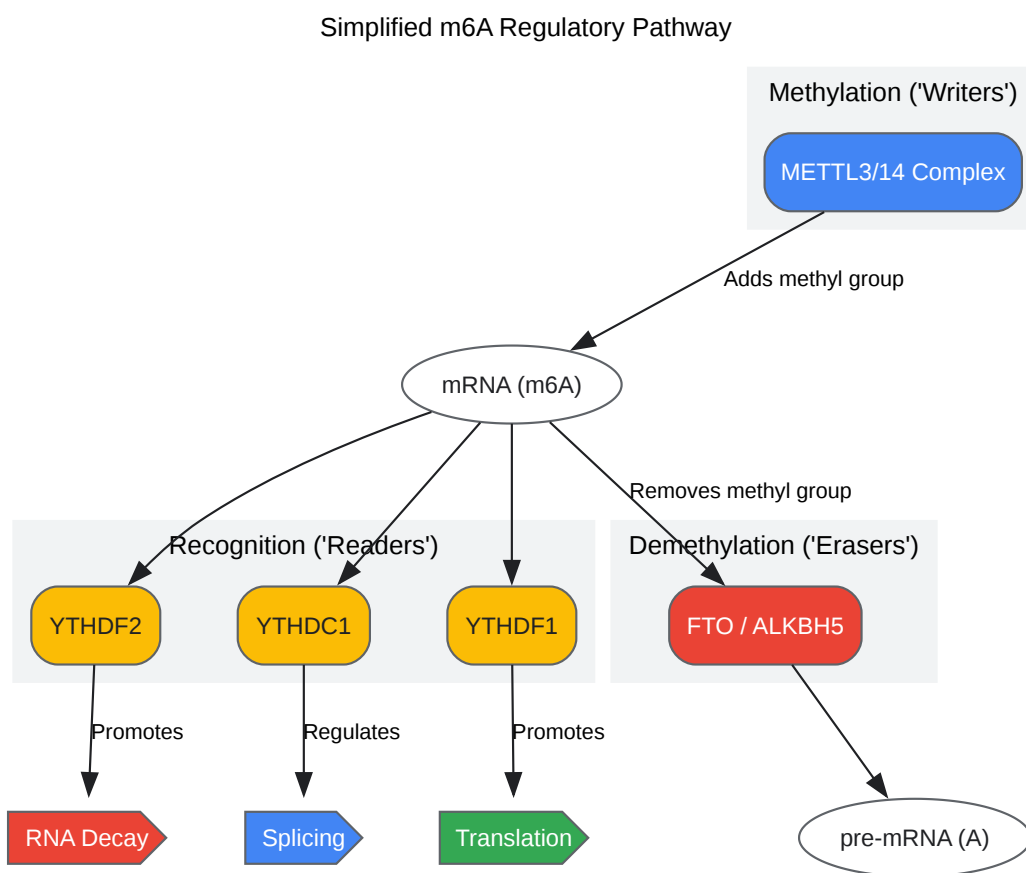 Simplified m6A Regulatory Pathway
Methylation ('Writers')
METTL3/14 Complex
Adds methyl group
mRNA (m6A)
Removes methyl group
Recognition ('Readers')
Demethylation ('Erasers')
YTHDF2
YTHDC1
YTHDF1
FTO / ALKBH5
Promotes
Regulates
Promotes
RNA Decay
Splicing
Translation
pre-mRNA (A)